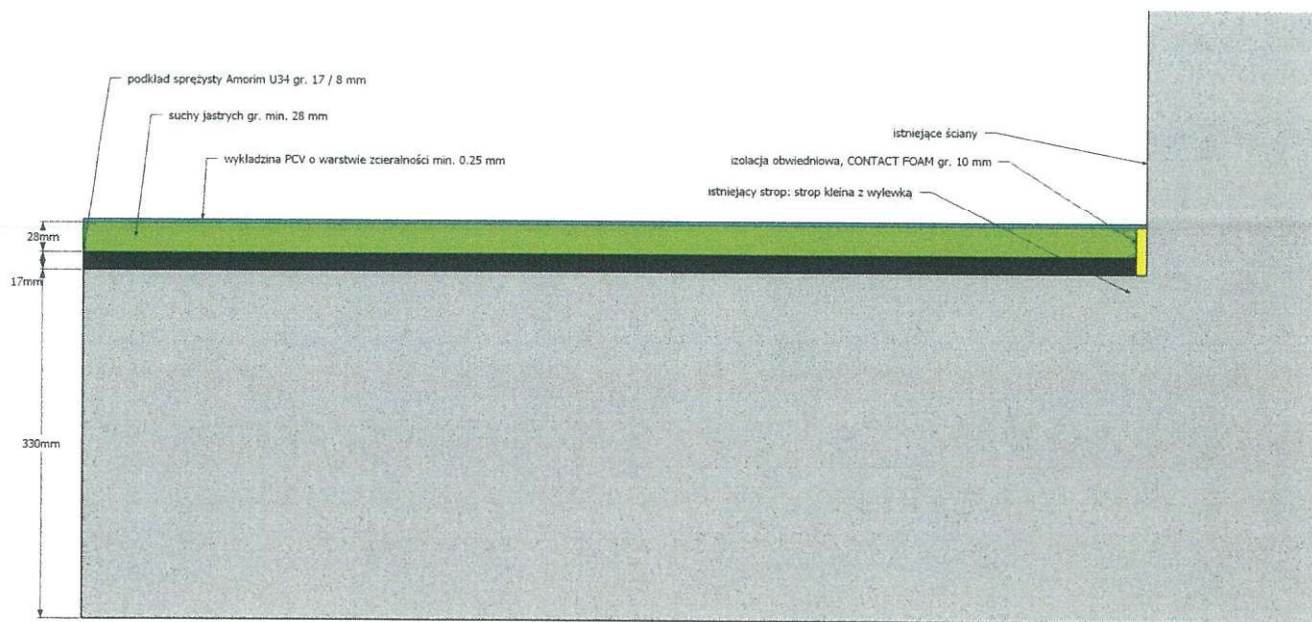 podkład sprężysty Amorim U34 gr. 17 / 8 mm
suchy jastrych gr. min. 28 mm
istniejące ściany
wykładzina PCV o warstwie zcieralności min. 0.25 mm
izolacja obwiedniowa, CONTACT FOAM gr. 10 mm
istniejący strop: strop kleina z wylewką
28mm
17mm
330mm